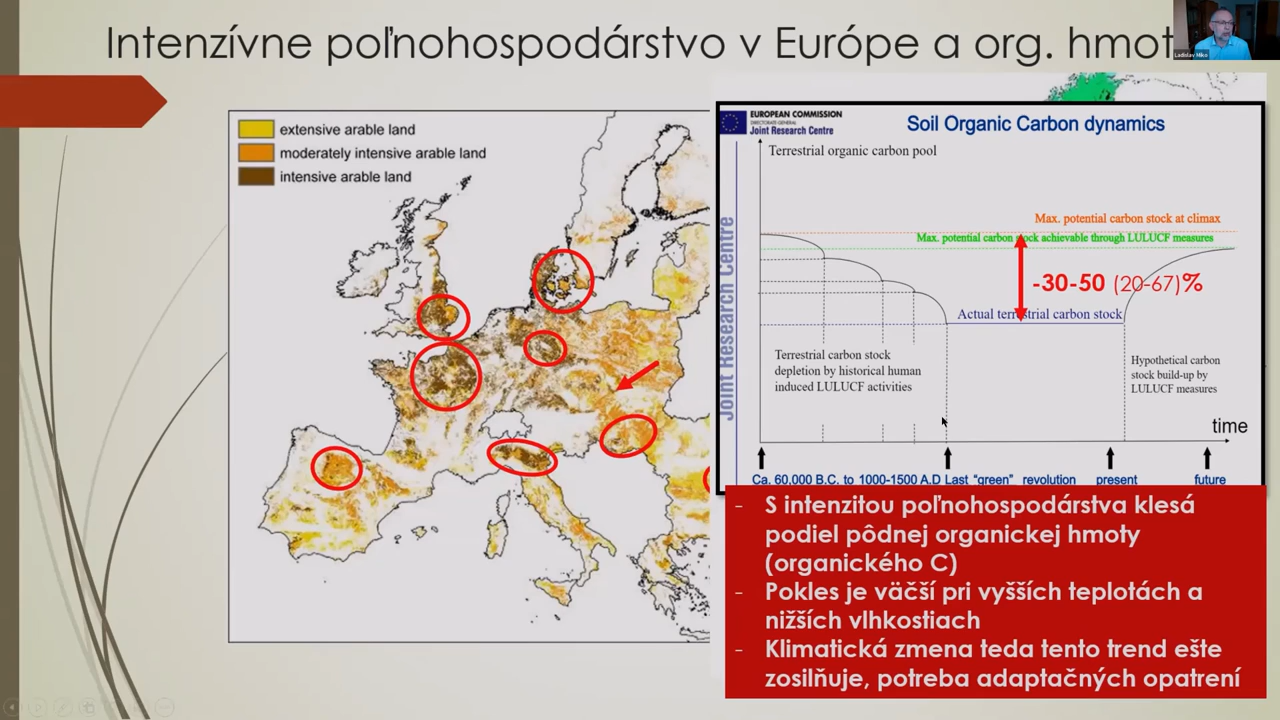 Intenzívne poľnohospodárstvo v Európe a org. hmot
Ladislav Miko
extensive arable land
moderately intensive arable land
intensive arable land
EUROPEAN COMMISSION
DIRECTORATE-GENERAL
Joint Research Centre
Soil Organic Carbon dynamics
Joint Research Centre
Terrestrial organic carbon pool
Max. potential carbon stock at climax
Max. potential carbon stock achievable through LULUCF measures
-30-50 (20-67)%
Actual terrestrial carbon stock
Terrestrial carbon stock
depletion by historical human
induced LULUCF activities
Hypothetical carbon
stock build-up by
LULUCF measures
time
Ca. 60,000 B.C. to 1000-1500 A.D Last "green" revolution present future
- S intenzitou poľnohospodárstva klesá
podiel pôdnej organickej hmoty
(organického C)
- Pokles je väčší pri vyšších teplotách a
nižších vlhkostiach
- Klimatická zmena teda tento trend ešte
zosilňuje, potreba adaptačných opatrení